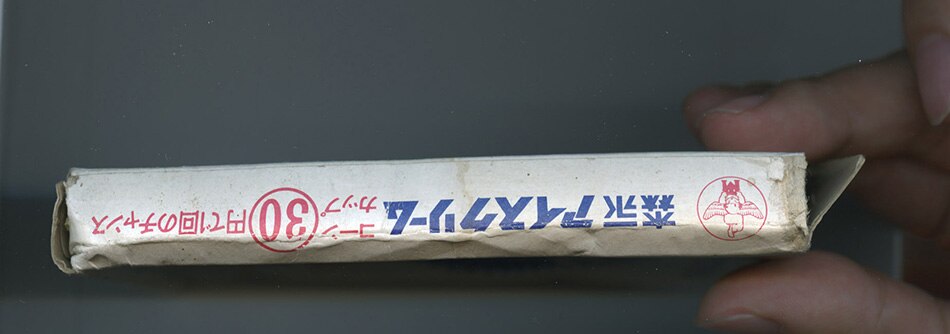 森永アイスクリーム
コーン
カップ
30円で1回のチャンス